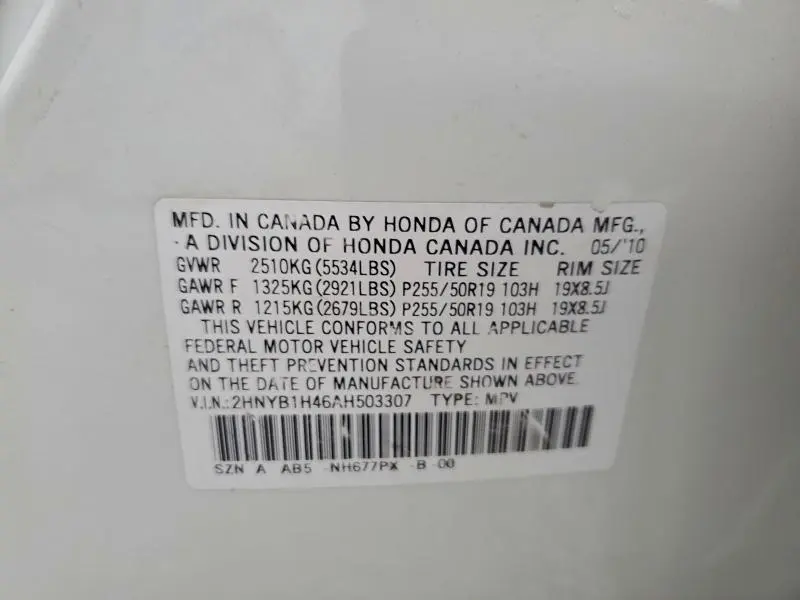 MFD. IN CANADA BY HONDA OF CANADA MFG.,
A DIVISION OF HONDA CANADA INC. 05/'10
GVWR 2510KG (5534LBS) TIRE SIZE RIM SIZE
GAWR F 1325KG (2921LBS) P255/50R19 103H 19X8.5J
GAWR R 1215KG (2679LBS) P255/50R19 103H 19X8.5J
THIS VEHICLE CONFORMS TO ALL APPLICABLE
FEDERAL MOTOR VEHICLE SAFETY
AND THEFT PREVENTION STANDARDS IN EFFECT
ON THE DATE OF MANUFACTURE SHOWN ABOVE.
V.I.N.:2HNYB1H46AH503307 TYPE: MPV
SZN A AB5 NH677PX -B -00